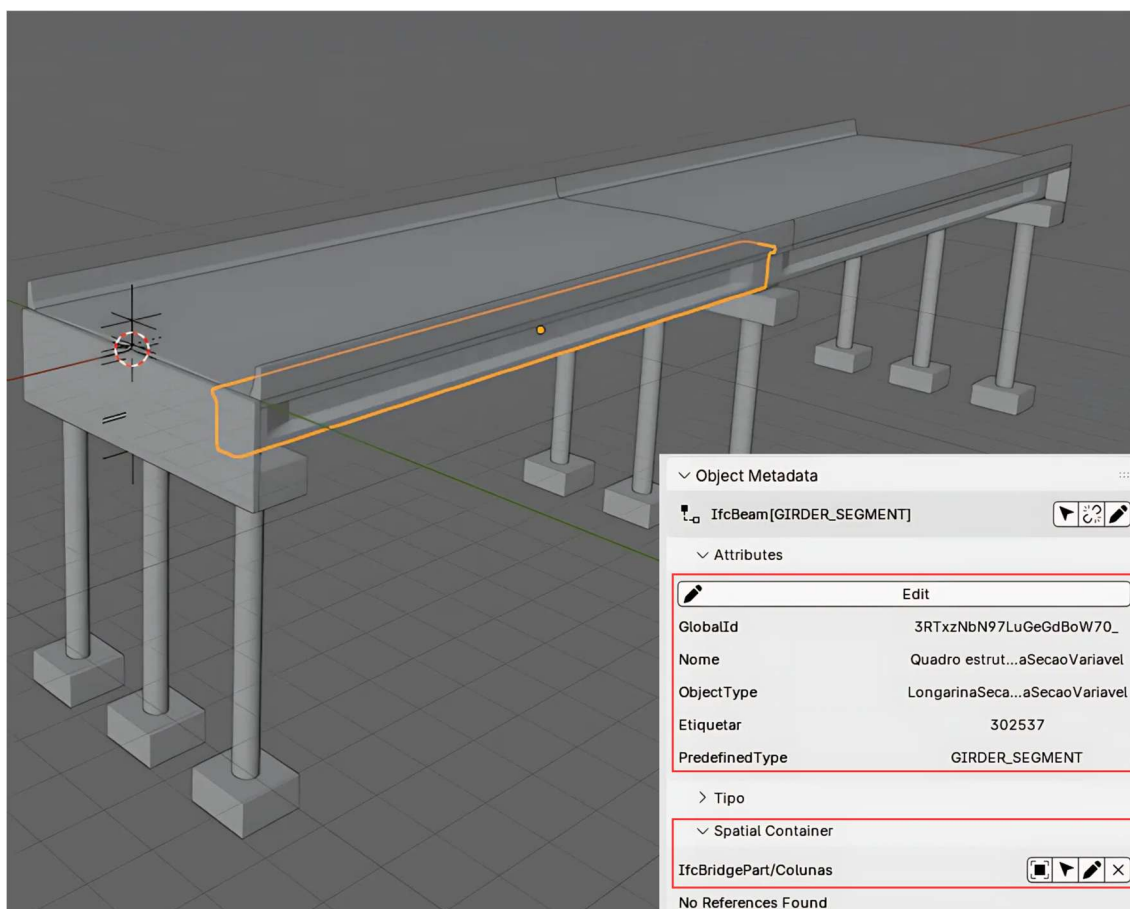 Object Metadata
IfcBeam[GIRDER_SEGMENT]
Attributes
Edit
GlobalId 3RTxzNbN97LuGeGdBoW70_
Nome Quadro estrut...aSecaoVariavel
ObjectType LongarinaSeca...aSecaoVariavel
Etiquetar 302537
PredefinedType GIRDER_SEGMENT
Tipo
Spatial Container
IfcBridgePart/Colunas
No References Found